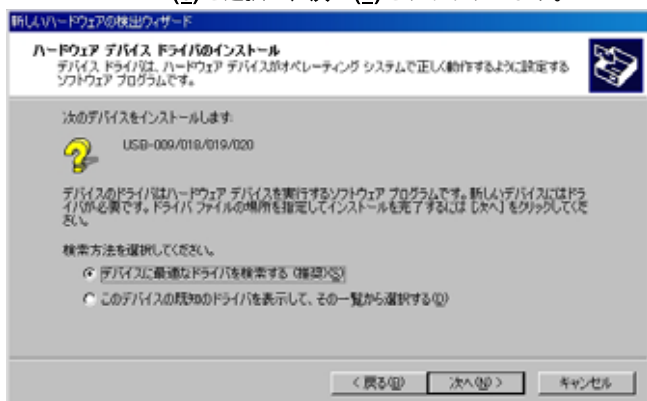 新しいハードウェアの検出ウィザード
ハードウェア デバイス ドライバのインストール
デバイス ドライバは、ハードウェア デバイスがオペレーティング システムで正しく動作するように設定する
ソフトウェア プログラムです。
次のデバイスをインストールします:
USB-009/018/019/020
デバイスのドライバはハードウェア デバイスを実行するソフトウェア プログラムです。新しいデバイスにはドラ
イバが必要です。ドライバ ファイルの場所を指定してインストールを完了するには [次へ] をクリックしてくだ
さい。
検索方法を選択してください。
デバイスに最適なドライバを検索する (推奨)(S)
このデバイスの既知のドライバを表示して、その一覧から選択する(D)
< 戻る(B)
次へ(N) >
キャンセル